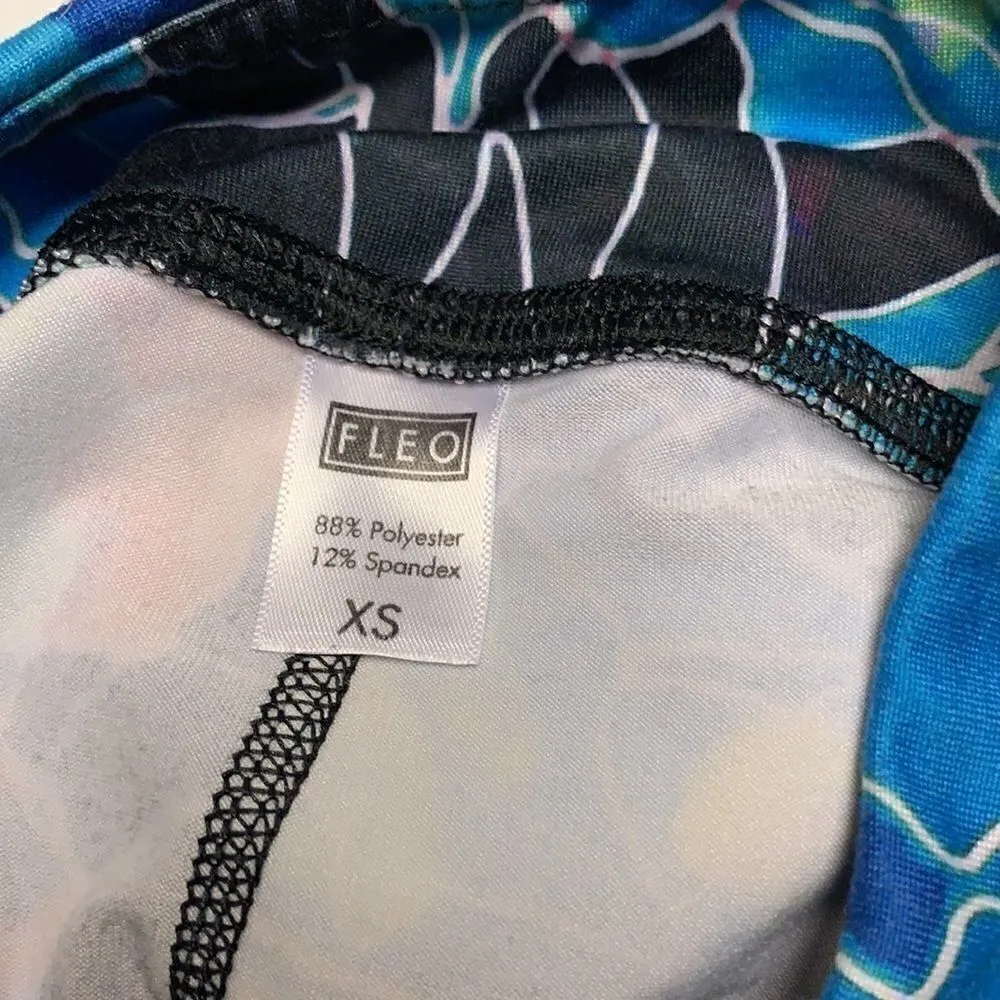 FLEO
88% Polyester
12% Spandex
XS